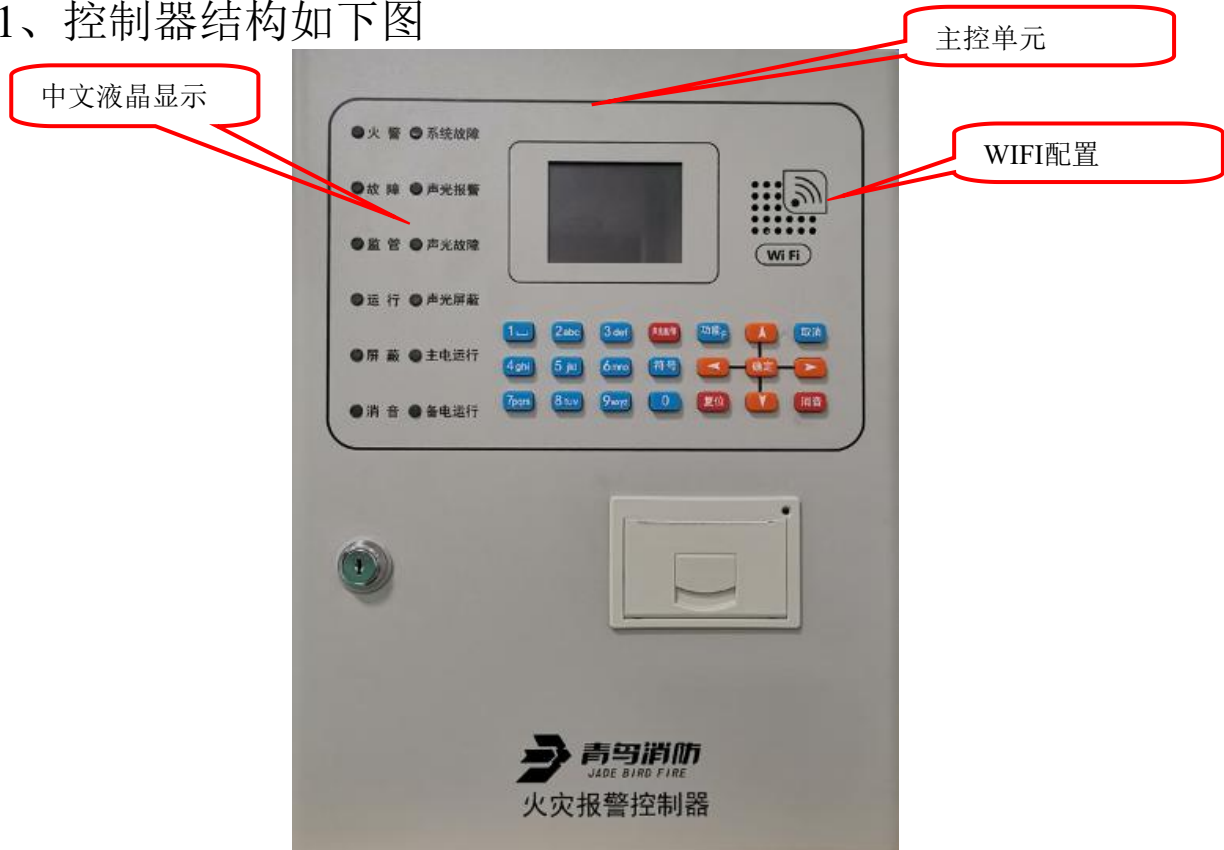 1、控制器结构如下图
主控单元
中文液晶显示
WIFI配置
火 警 系统故障
故 障 声光报警
监 管 声光故障
运 行 声光屏蔽
屏 蔽 主电运行
消 音 备电运行
Wi Fi
1 2abc 3def 功能F 取消
4ghi 5jkl 6mno 符号 确定
7pqrs 8tuv 9wxyz 0 复位 消音
青鸟消防
JADE BIRD FIRE
火灾报警控制器